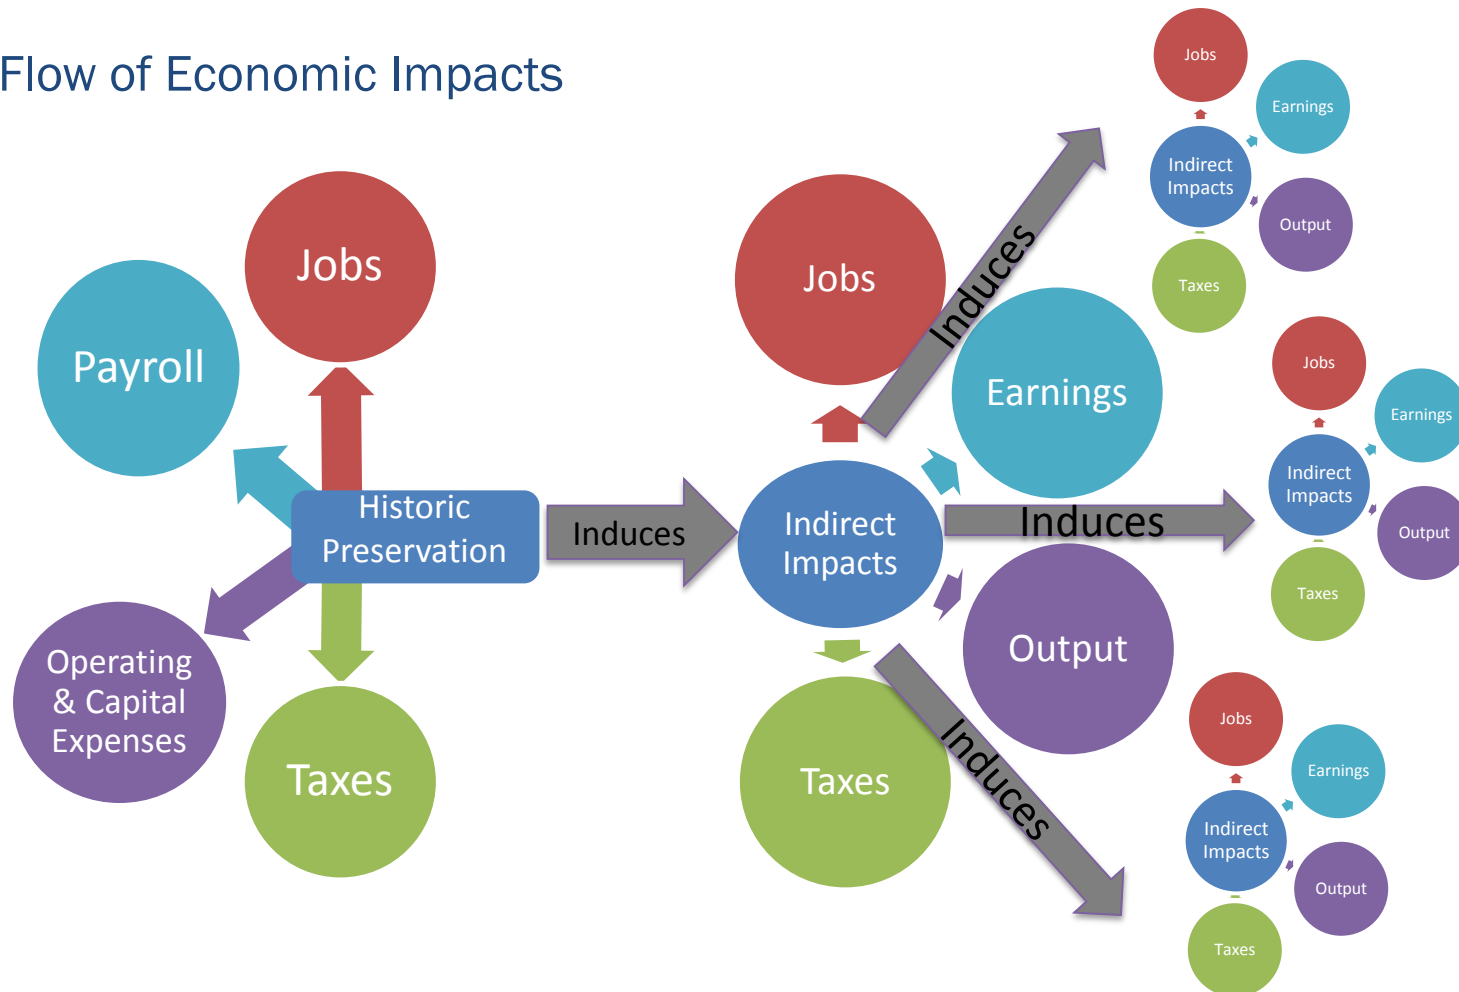 Flow of Economic Impacts
Jobs
Payroll
Historic
Preservation
Operating
& Capital
Expenses
Taxes
Induces
Jobs
Earnings
Indirect
Impacts
Output
Taxes
Induces
Induces
Induces
Jobs
Earnings
Indirect
Impacts
Output
Taxes
Jobs
Earnings
Indirect
Impacts
Output
Taxes
Jobs
Earnings
Indirect
Impacts
Output
Taxes